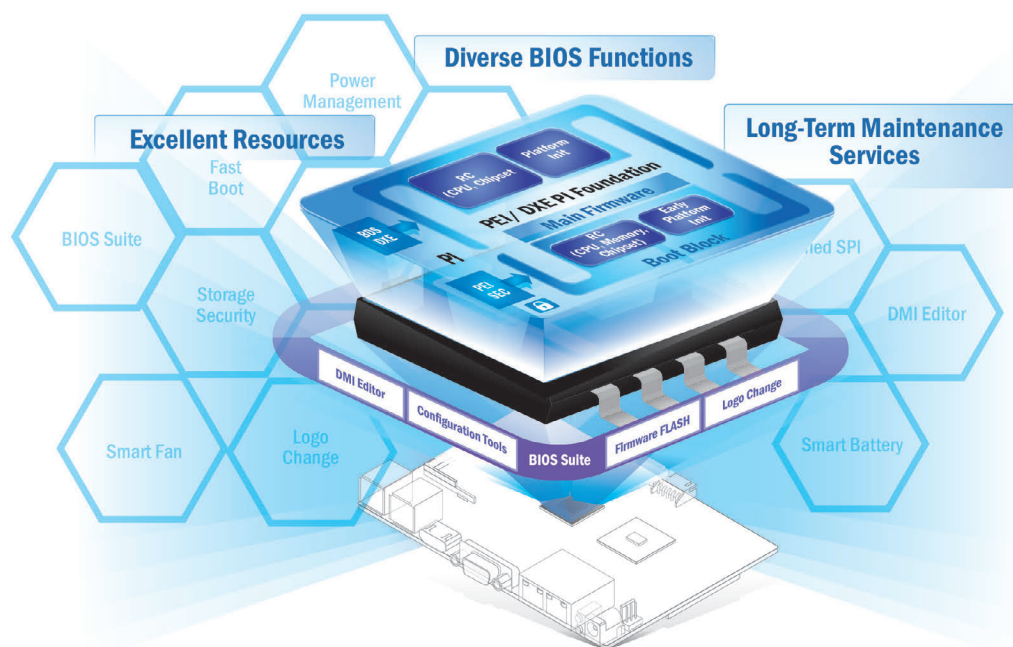 Diverse BIOS Functions
Power
Management
Excellent Resources
Long-Term Maintenance
Services
Fast
Boot
BIOS Suite
Storage
Security
Smart Fan
Logo
Change
RC
(CPU, Chipset
Platform
Init
PEI / DXE PI Foundation
Main Firmware
BDS
DXE
PI
RC
(CPU, Memory,
Chipset)
Early
Platform
Init
Boot Block
PEI
SEC
SPI
DMI Editor
Smart Battery
DMI Editor
Configuration Tools
BIOS Suite
Firmware FLASH
Logo Change